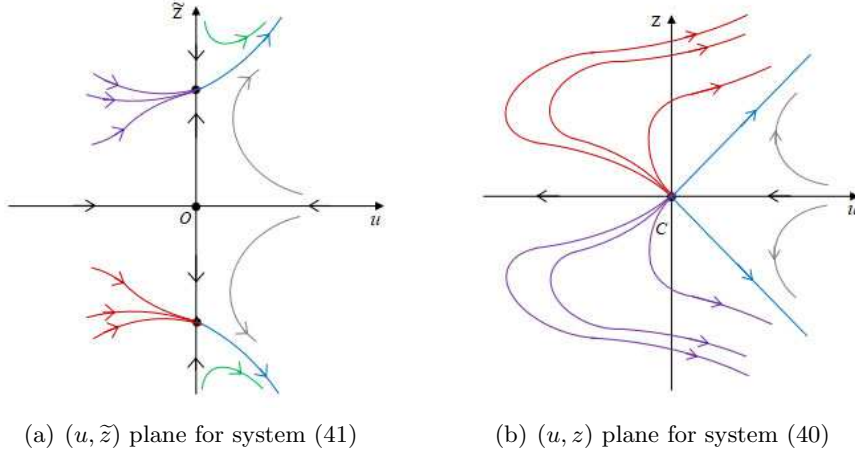 z̃
z
O
u
C
u
(a) (u, z̃) plane for system (41)
(b) (u, z) plane for system (40)